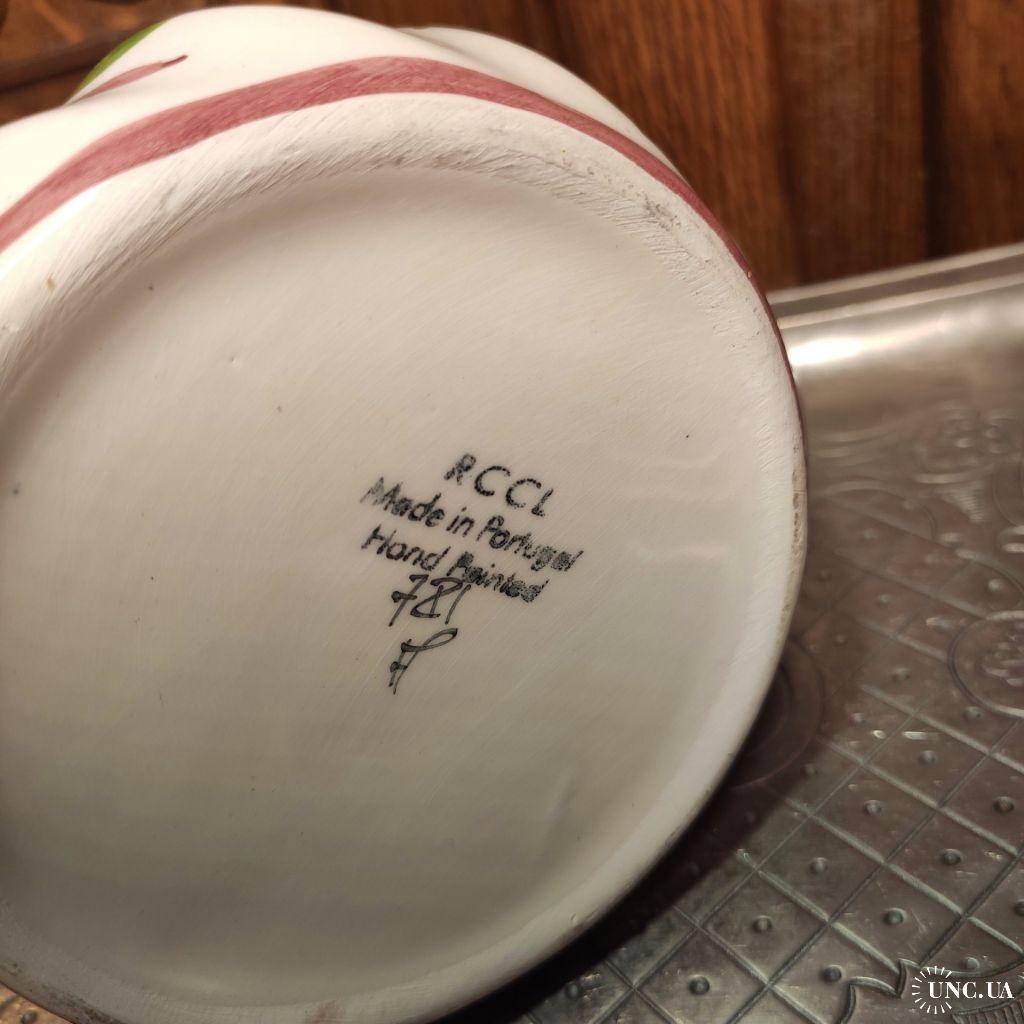 RCCL
Made in Portugal
Hand Painted
781
UNC.UA